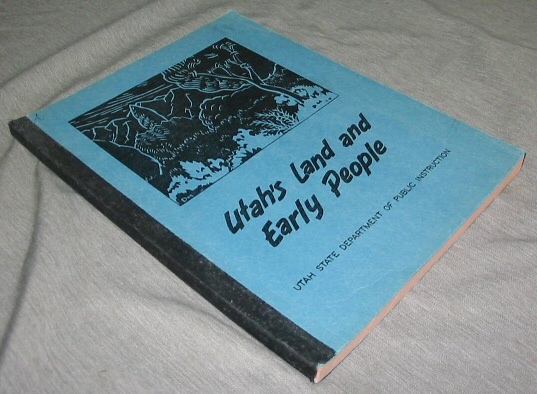 Utah's Land and
Early People
UTAH STATE DEPARTMENT OF PUBLIC INSTRUCTION